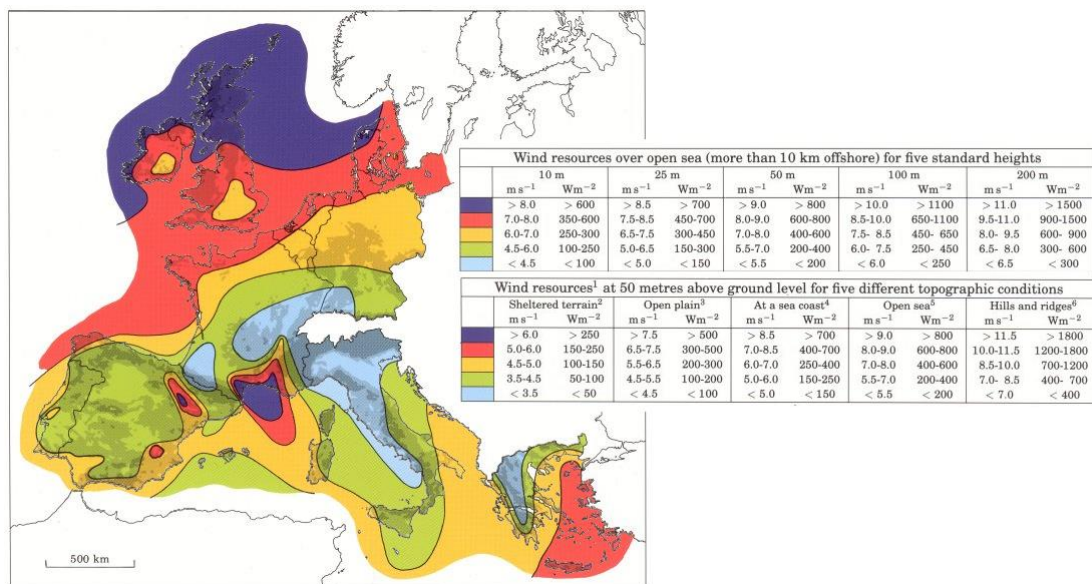 Wind resources over open sea (more than 10 km offshore) for five standard heights
10 m 25 m 50 m 100 m 200 m
m s⁻¹ Wm⁻² m s⁻¹ Wm⁻² m s⁻¹ Wm⁻² m s⁻¹ Wm⁻² m s⁻¹ Wm⁻²
> 8.0 > 600 > 8.5 > 700 > 9.0 > 800 > 10.0 > 1100 > 11.0 > 1500
7.0-8.0 350-600 7.5-8.5 450-700 8.0-9.0 600-800 8.5-10.0 650-1100 9.5-11.0 900-1500
6.0-7.0 250-300 6.5-7.5 300-450 7.0-8.0 400-600 7.5- 8.5 450- 650 8.0- 9.5 600- 900
4.5-6.0 100-250 5.0-6.5 150-300 5.5-7.0 200-400 6.0- 7.5 250- 450 6.5- 8.0 300- 600
< 4.5 < 100 < 5.0 < 150 < 5.5 < 200 < 6.0 < 250 < 6.5 < 300
Wind resources¹ at 50 metres above ground level for five different topographic conditions
Sheltered terrain² Open plain³ At a sea coast⁴ Open sea⁵ Hills and ridges⁶
m s⁻¹ Wm⁻² m s⁻¹ Wm⁻² m s⁻¹ Wm⁻² m s⁻¹ Wm⁻² m s⁻¹ Wm⁻²
> 6.0 > 250 > 7.5 > 500 > 8.5 > 700 > 9.0 > 800 > 11.5 > 1800
5.0-6.0 150-250 6.5-7.5 300-500 7.0-8.5 400-700 8.0-9.0 600-800 10.0-11.5 1200-1800
4.5-5.0 100-150 5.5-6.5 200-300 6.0-7.0 250-400 7.0-8.0 400-600 8.5-10.0 700-1200
3.5-4.5 50-100 4.5-5.5 100-200 5.0-6.0 150-250 5.5-7.0 200-400 7.0- 8.5 400- 700
< 3.5 < 50 < 4.5 < 100 < 5.0 < 150 < 5.5 < 200 < 7.0 < 400
500 km